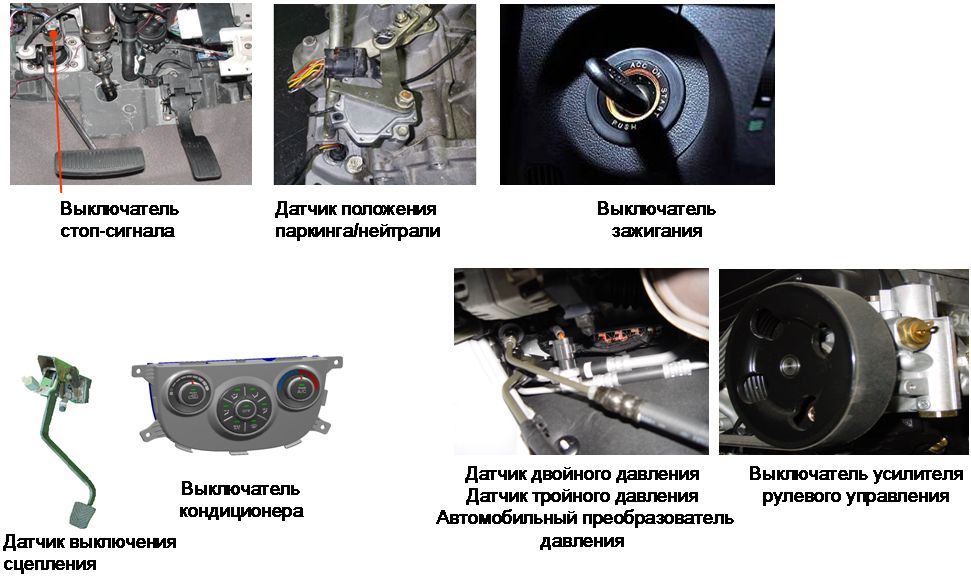 ACC ON
START
PUSH
Выключатель
стоп-сигнала
Датчик положения
паркинга/нейтрали
Выключатель
зажигания
Датчик выключения
сцепления
Выключатель
кондиционера
Датчик двойного давления
Датчик тройного давления
Автомобильный преобразователь
давления
Выключатель усилителя
рулевого управления